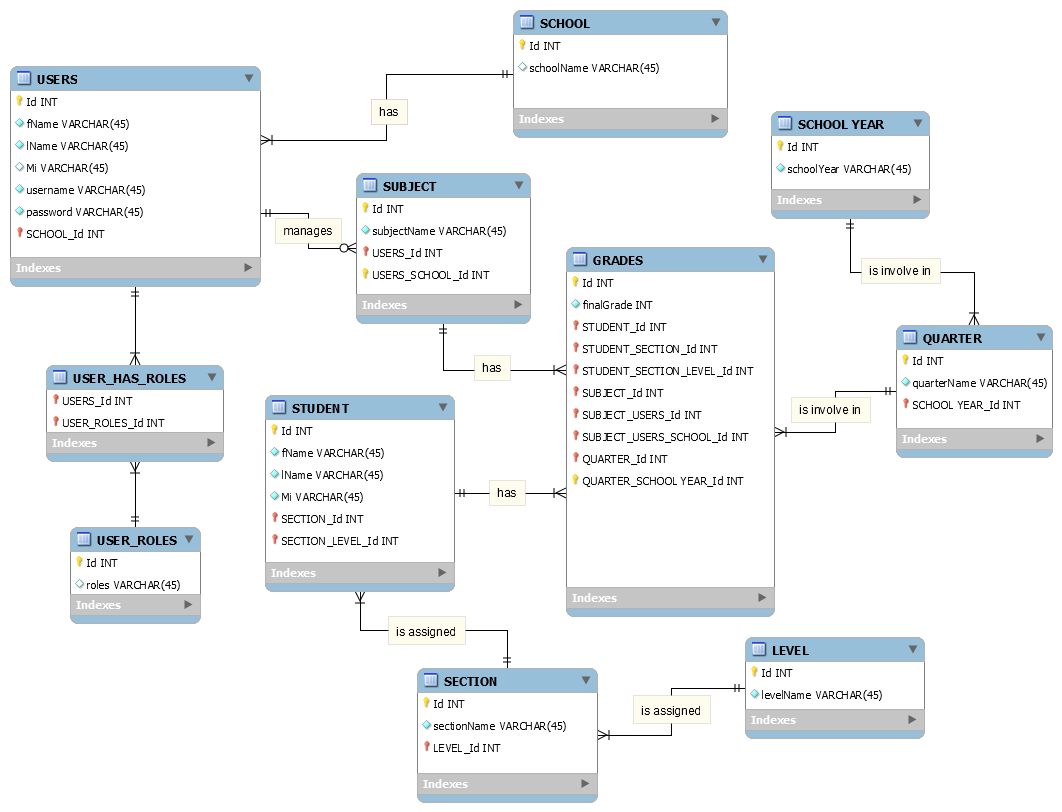 SCHOOL
Id INT
schoolName VARCHAR(45)
Indexes
USERS
Id INT
fName VARCHAR(45)
lName VARCHAR(45)
Mi VARCHAR(45)
username VARCHAR(45)
password VARCHAR(45)
SCHOOL_Id INT
Indexes
has
SCHOOL YEAR
Id INT
schoolYear VARCHAR(45)
Indexes
SUBJECT
Id INT
subjectName VARCHAR(45)
USERS_Id INT
USERS_SCHOOL_Id INT
Indexes
manages
GRADES
Id INT
finalGrade INT
STUDENT_Id INT
STUDENT_SECTION_Id INT
STUDENT_SECTION_LEVEL_Id INT
SUBJECT_Id INT
SUBJECT_USERS_Id INT
SUBJECT_USERS_SCHOOL_Id INT
QUARTER_Id INT
QUARTER_SCHOOL YEAR_Id INT
Indexes
is involve in
QUARTER
Id INT
quarterName VARCHAR(45)
SCHOOL YEAR_Id INT
Indexes
is involve in
has
USER_HAS_ROLES
USERS_Id INT
USER_ROLES_Id INT
Indexes
STUDENT
Id INT
fName VARCHAR(45)
lName VARCHAR(45)
Mi VARCHAR(45)
SECTION_Id INT
SECTION_LEVEL_Id INT
Indexes
has
USER_ROLES
Id INT
roles VARCHAR(45)
Indexes
is assigned
SECTION
Id INT
sectionName VARCHAR(45)
LEVEL_Id INT
Indexes
is assigned
LEVEL
Id INT
levelName VARCHAR(45)
Indexes